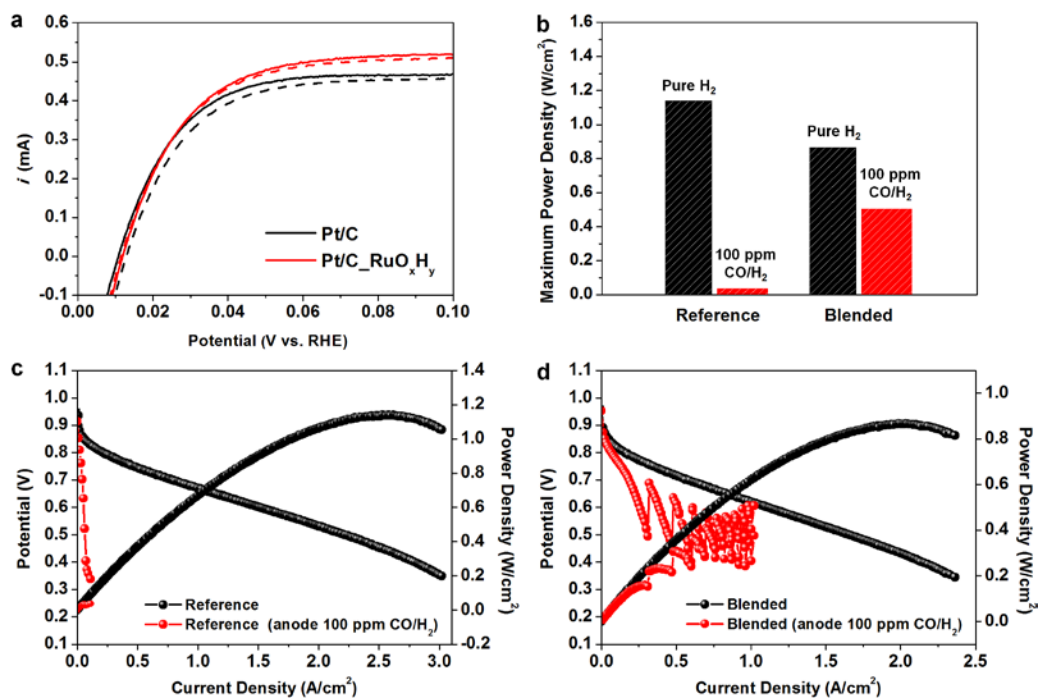 a
0.6
0.5
0.4
0.3
0.2
0.1
0.0
-0.1
i (mA)
Pt/C
Pt/C_RuOxHy
0.00 0.02 0.04 0.06 0.08 0.10
Potential (V vs. RHE)
b
1.6
1.4
1.2
1.0
0.8
0.6
0.4
0.2
0.0
Maximum Power Density (W/cm²)
Pure H₂
100 ppm
CO/H₂
Pure H₂
100 ppm
CO/H₂
Reference Blended
c
1.1
1.0
0.9
0.8
0.7
0.6
0.5
0.4
0.3
0.2
0.1
Potential (V)
Reference
Reference (anode 100 ppm CO/H₂)
1.4
1.2
1.0
0.8
0.6
0.4
0.2
0.0
-0.2
Power Density (W/cm²)
0.0 0.5 1.0 1.5 2.0 2.5 3.0
Current Density (A/cm²)
d
1.1
1.0
0.9
0.8
0.7
0.6
0.5
0.4
0.3
0.2
0.1
Potential (V)
Blended
Blended (anode 100 ppm CO/H₂)
1.0
0.8
0.6
0.4
0.2
0.0
Power Density (W/cm²)
0.0 0.5 1.0 1.5 2.0 2.5
Current Density (A/cm²)